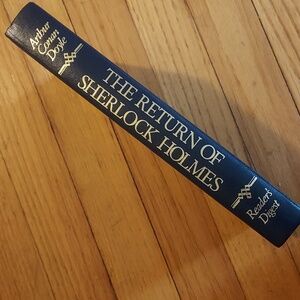 Arthur
Conan
Doyle
THE RETURN OF
SHERLOCK HOLMES
Reader's
Digest